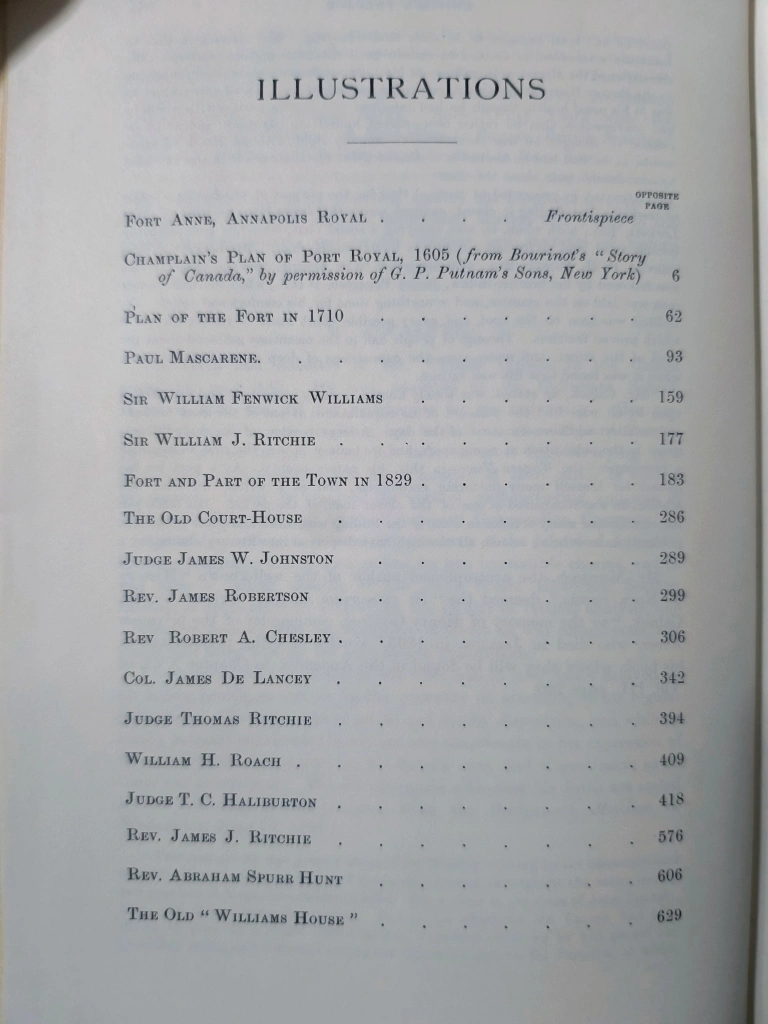 ILLUSTRATIONS
OPPOSITE
PAGE
FORT ANNE, ANNAPOLIS ROYAL . . . . Frontispiece
CHAMPLAIN'S PLAN OF PORT ROYAL, 1605 (from Bourinot's "Story
of Canada," by permission of G. P. Putnam's Sons, New York) 6
PLAN OF THE FORT IN 1710 . . . . . . . 62
PAUL MASCARENE. . . . . . . . . . 93
SIR WILLIAM FENWICK WILLIAMS . . . . . . 159
SIR WILLIAM J. RITCHIE . . . . . . . . 177
FORT AND PART OF THE TOWN IN 1829 . . . . . . 183
THE OLD COURT-HOUSE . . . . . . . . 286
JUDGE JAMES W. JOHNSTON . . . . . . . 289
REV. JAMES ROBERTSON . . . . . . . . 299
REV ROBERT A. CHESLEY . . . . . . . . 306
COL. JAMES DE LANCEY . . . . . . . . 342
JUDGE THOMAS RITCHIE . . . . . . . . 394
WILLIAM H. ROACH . . . . . . . . . 409
JUDGE T. C. HALIBURTON . . . . . . . . 418
REV. JAMES J. RITCHIE . . . . . . . . 576
REV. ABRAHAM SPURR HUNT . . . . . . . 606
THE OLD "WILLIAMS HOUSE" . . . . . . . 629